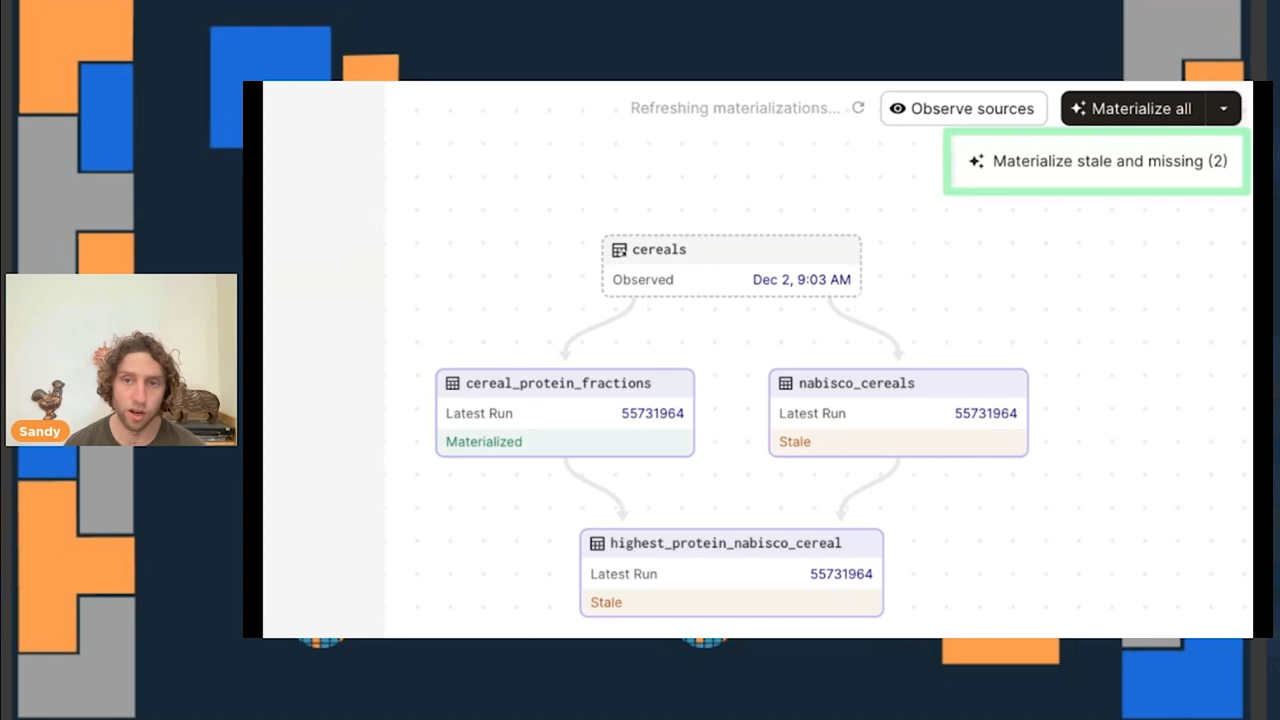 Refreshing materializations...
Observe sources
Materialize all
Materialize stale and missing (2)
cereals
Observed Dec 2, 9:03 AM
cereal_protein_fractions
Latest Run 55731964
Materialized
nabisco_cereals
Latest Run 55731964
Stale
Sandy
highest_protein_nabisco_cereal
Latest Run 55731964
Stale